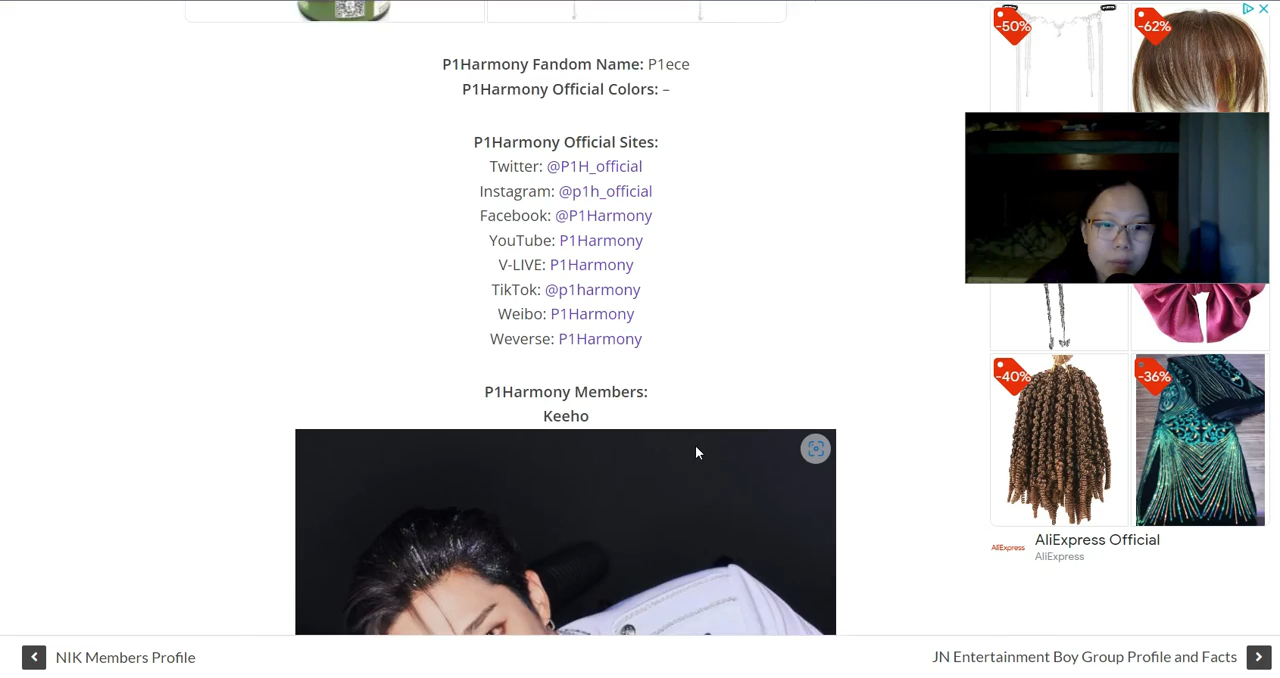 P1Harmony Fandom Name: P1ece
P1Harmony Official Colors: –
P1Harmony Official Sites:
Twitter: @P1H_official
Instagram: @p1h_official
Facebook: @P1Harmony
YouTube: P1Harmony
V-LIVE: P1Harmony
TikTok: @p1harmony
Weibo: P1Harmony
Weverse: P1Harmony
P1Harmony Members:
Keeho
-50%
-62%
-40%
-36%
AliExpress
AliExpress Official
AliExpress
NIK Members Profile
JN Entertainment Boy Group Profile and Facts